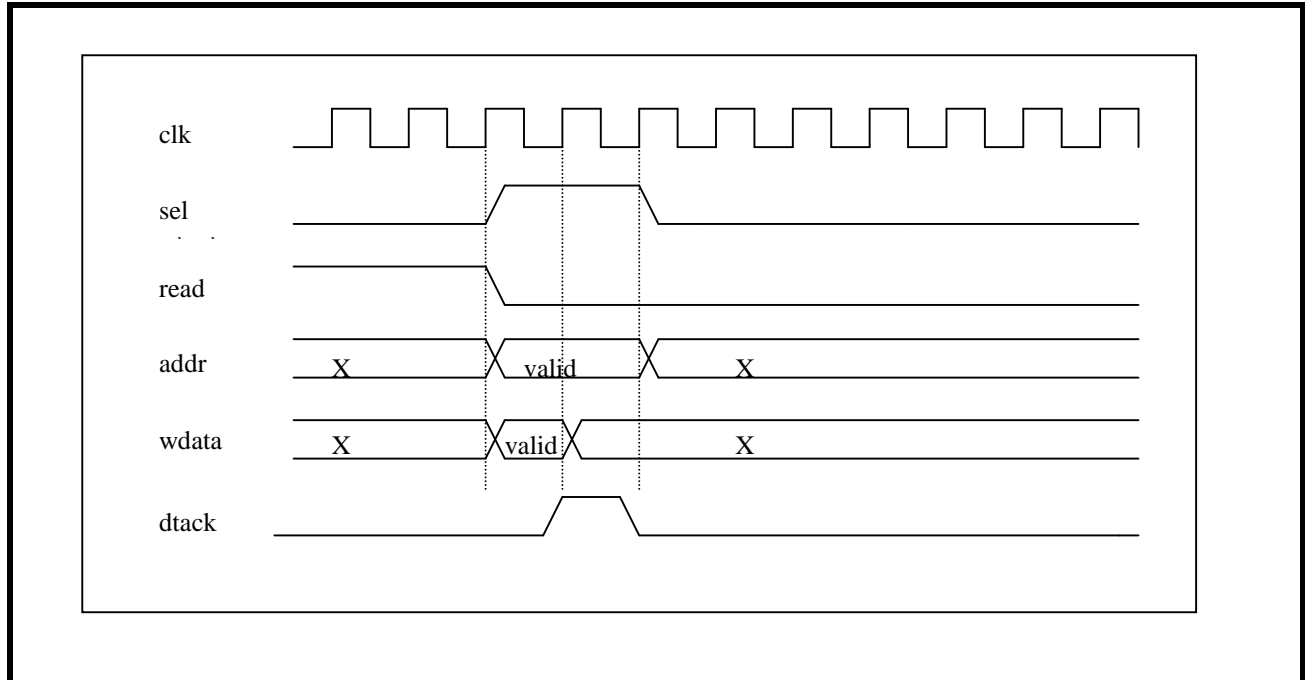 clk
sel
read
addr X valid X
wdata X valid X
dtack